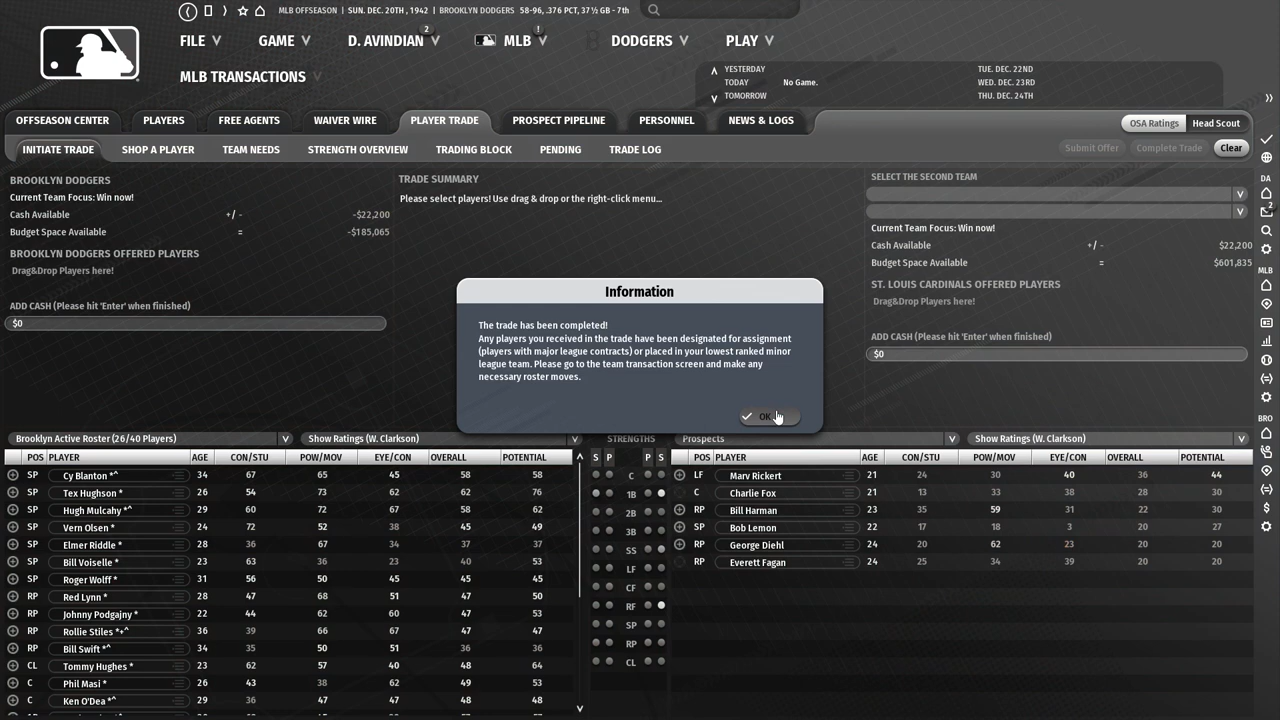 MLB OFFSEASON | SUN. DEC. 20TH , 1942 | BROOKLYN DODGERS 58-96, .376 PCT, 37 ½ GB - 7th
FILE GAME D. AVINDIAN 2 MLB ! DODGERS PLAY
MLB TRANSACTIONS
YESTERDAY TUE. DEC. 22ND
TODAY No Game. WED. DEC. 23RD
TOMORROW THU. DEC. 24TH
OFFSEASON CENTER PLAYERS FREE AGENTS WAIVER WIRE PLAYER TRADE PROSPECT PIPELINE PERSONNEL NEWS & LOGS OSA Ratings Head Scout
INITIATE TRADE SHOP A PLAYER TEAM NEEDS STRENGTH OVERVIEW TRADING BLOCK PENDING TRADE LOG Submit Offer Complete Trade Clear
BROOKLYN DODGERS
Current Team Focus: Win now!
Cash Available +/- -$22,200
Budget Space Available = -$185,065
BROOKLYN DODGERS OFFERED PLAYERS
Drag&Drop Players here!
ADD CASH (Please hit 'Enter' when finished)
$0
TRADE SUMMARY
Please select players! Use drag & drop or the right-click menu...
SELECT THE SECOND TEAM
Current Team Focus: Win now!
Cash Available +/- $22,200
Budget Space Available = $601,835
ST. LOUIS CARDINALS OFFERED PLAYERS
Drag&Drop Players here!
ADD CASH (Please hit 'Enter' when finished)
$0
DA
2
MLB
BRO
Information
The trade has been completed!
Any players you received in the trade have been designated for assignment
(players with major league contracts) or placed in your lowest ranked minor
league team. Please go to the team transaction screen and make any
necessary roster moves.
OK
Brooklyn Active Roster (26/40 Players) Show Ratings (W. Clarkson) STRENGTHS Prospects Show Ratings (W. Clarkson)
POS PLAYER AGE CON/STU POW/MOV EYE/CON OVERALL POTENTIAL
SP Cy Blanton *^ 34 67 65 45 58 58
SP Tex Hughson * 26 54 73 62 62 76
SP Hugh Mulcahy *^ 29 60 72 67 58 62
SP Vern Olsen * 24 72 52 38 45 49
SP Elmer Riddle * 28 36 67 34 37 37
SP Bill Voiselle * 23 63 36 23 40 53
SP Roger Wolff * 31 56 50 45 45 45
RP Red Lynn * 28 47 68 51 47 50
RP Johnny Podgajny * 22 44 62 60 47 53
RP Rollie Stiles *+^ 36 39 65 67 47 47
RP Bill Swift *^ 34 35 50 51 36 36
CL Tommy Hughes * 23 62 57 40 48 64
C Phil Masi * 26 43 38 62 49 53
C Ken O'Dea *^ 29 36 47 47 48 48
S P P S
C
1B
2B
3B
SS
LF
CF
RF
SP
RP
CL
POS PLAYER AGE CON/STU POW/MOV EYE/CON OVERALL POTENTIAL
LF Marv Rickert 21 24 30 40 36 44
C Charlie Fox 21 13 33 38 28 30
RP Bill Harman 23 35 59 31 22 30
SP Bob Lemon 22 17 18 3 20 27
RP George Diehl 24 20 62 23 20 20
RP Everett Fagan 24 25 34 39 20 20